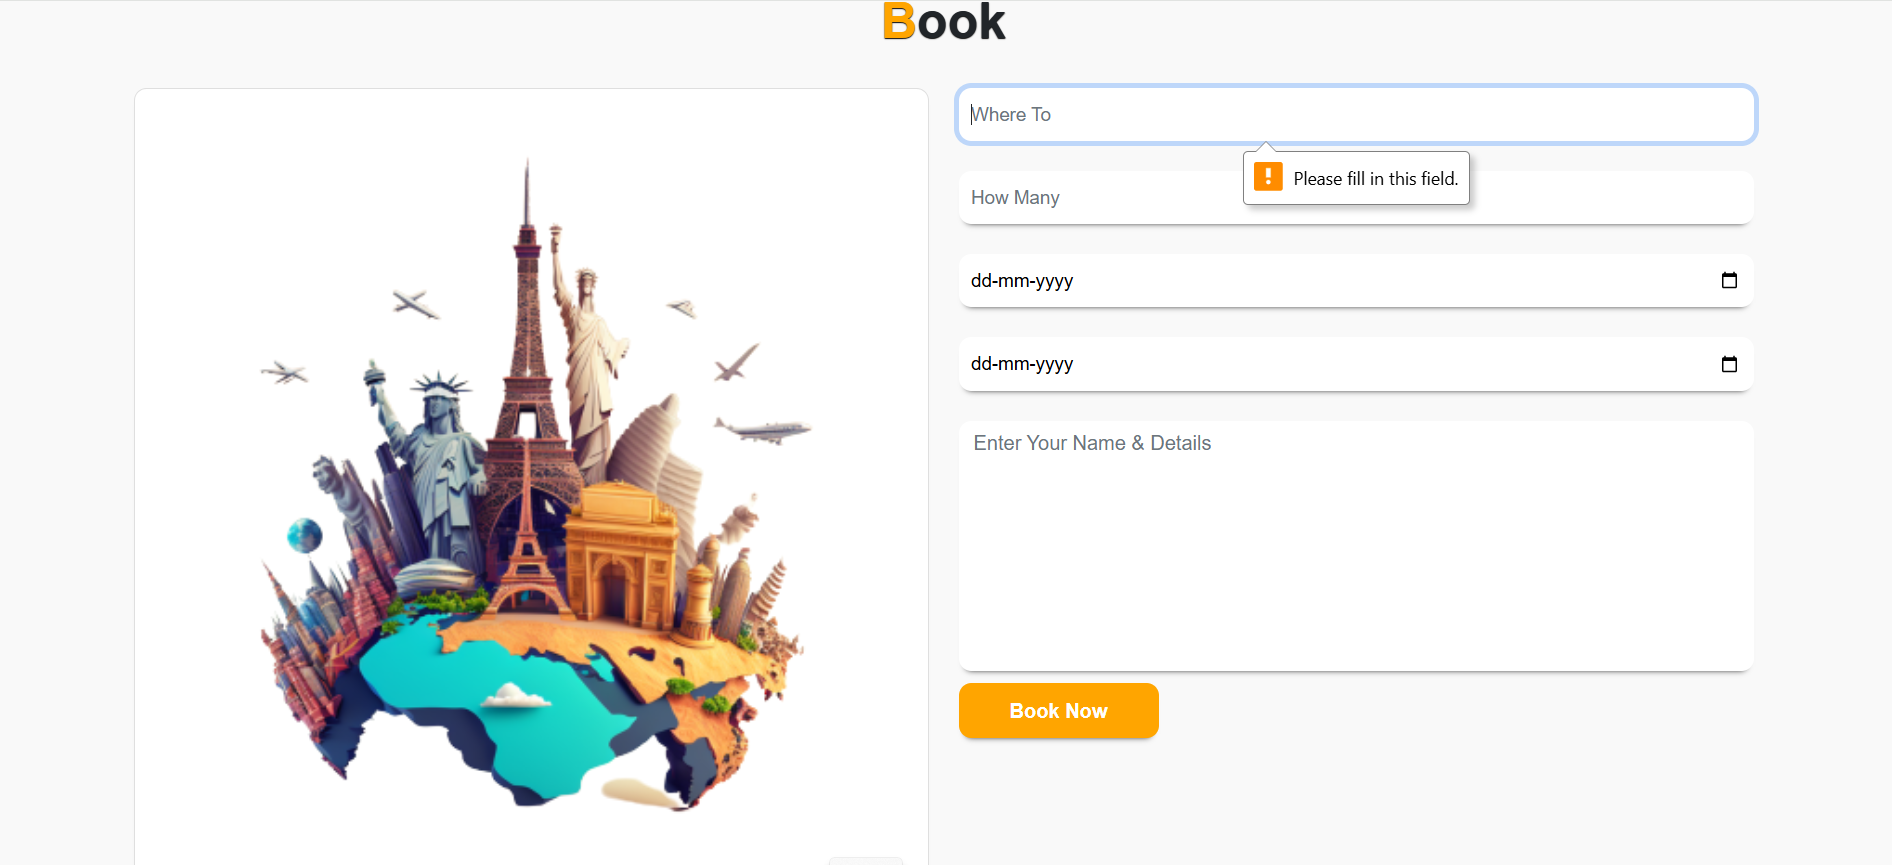 Book
Where To
Please fill in this field.
How Many
dd-mm-yyyy
dd-mm-yyyy
Enter Your Name & Details
Book Now